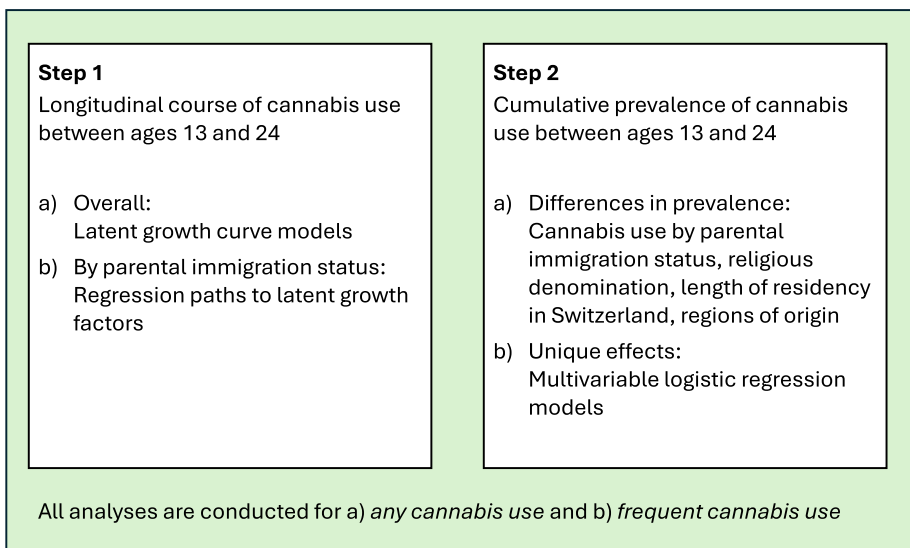 Step 1
Longitudinal course of cannabis use
between ages 13 and 24
a) Overall:
Latent growth curve models
b) By parental immigration status:
Regression paths to latent growth
factors
Step 2
Cumulative prevalence of cannabis
use between ages 13 and 24
a) Differences in prevalence:
Cannabis use by parental
immigration status, religious
denomination, length of residency
in Switzerland, regions of origin
b) Unique effects:
Multivariable logistic regression
models
All analyses are conducted for a) any cannabis use and b) frequent cannabis use